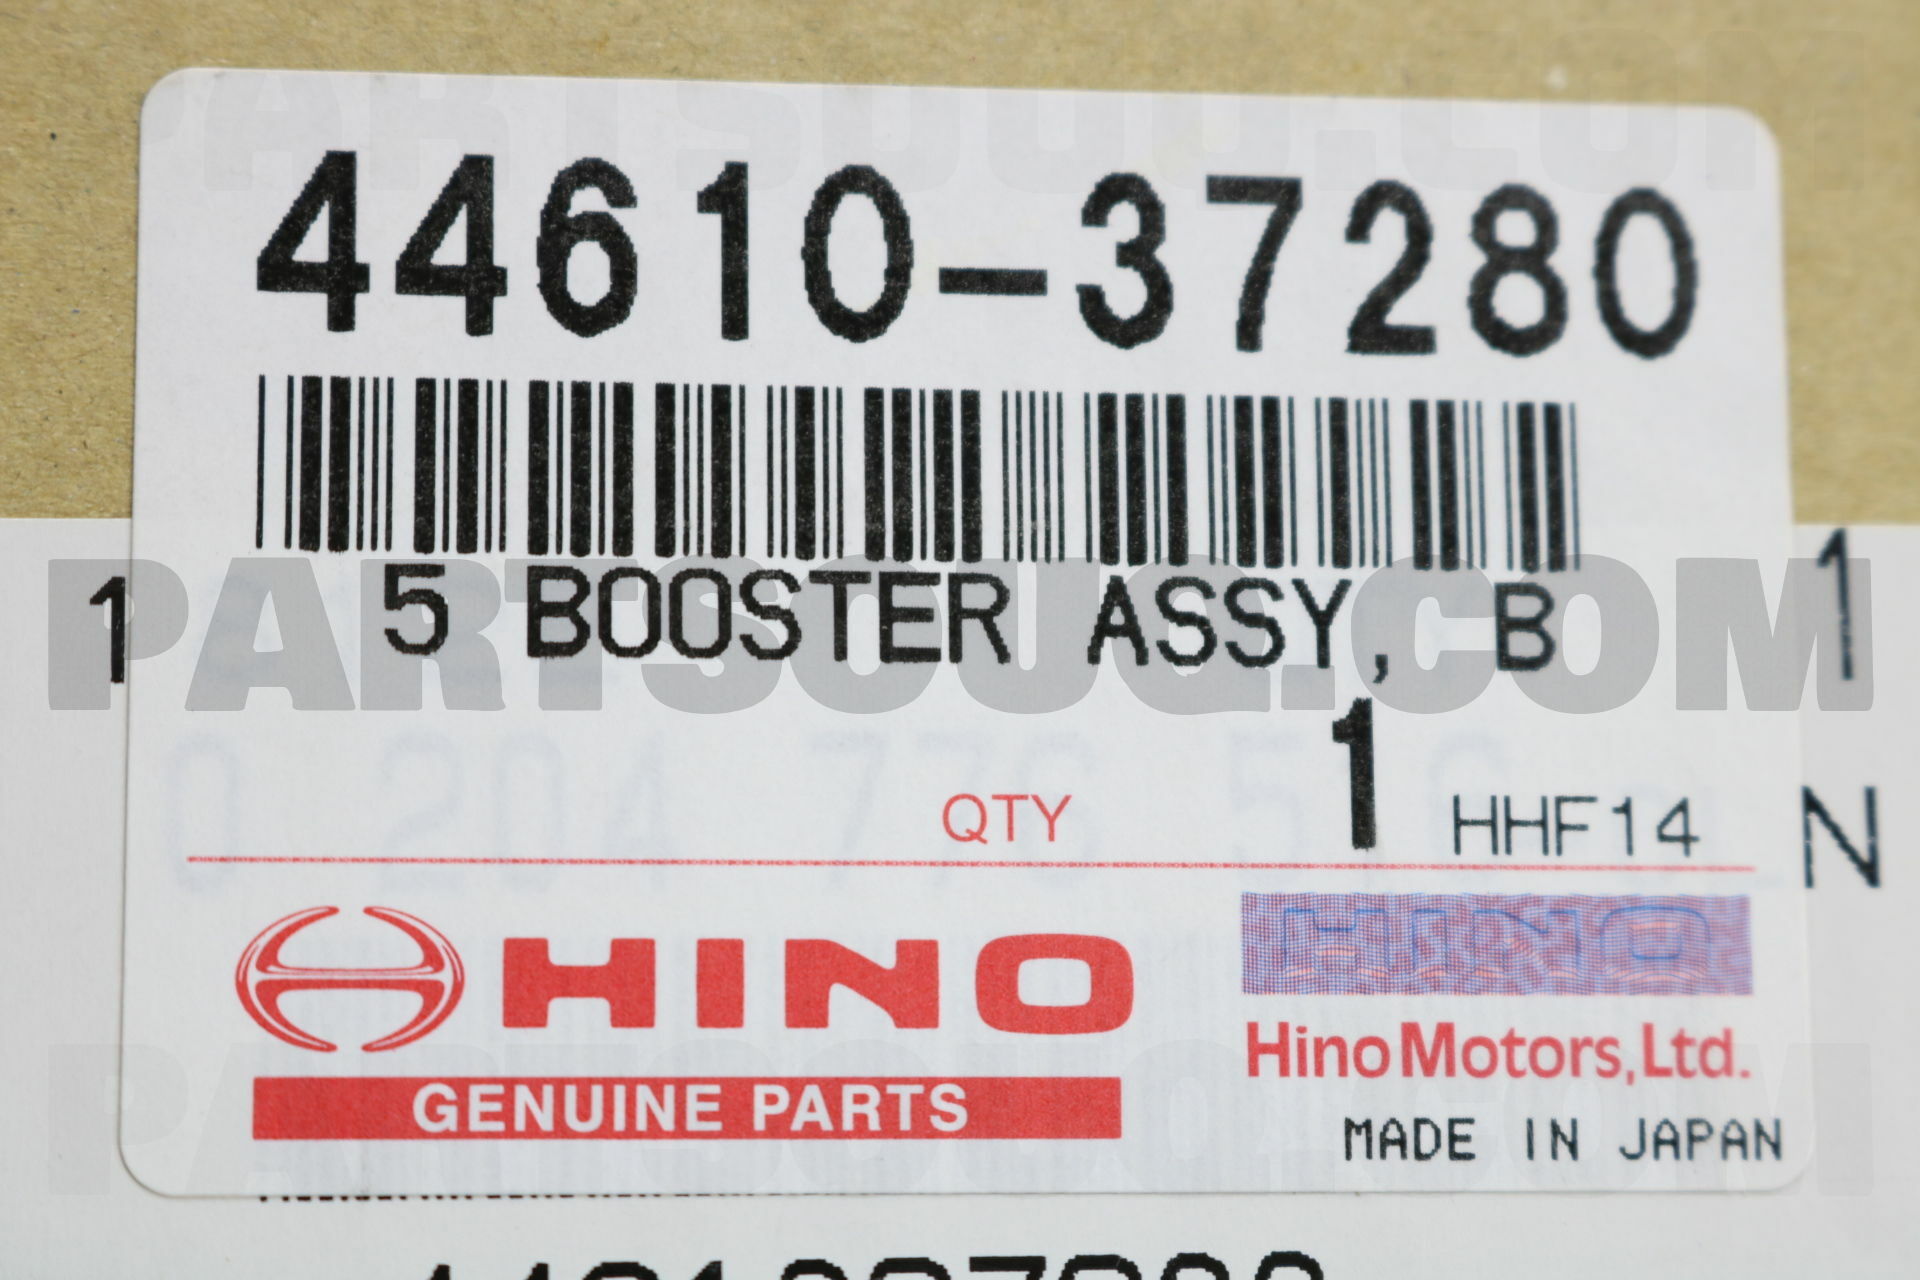 44610-37280
1 5 BOOSTER ASSY, B 1
PARTSOUQ.COM
QTY 1 HHF14 N
HINO
HINO
Hino Motors, Ltd.
GENUINE PARTS
MADE IN JAPAN